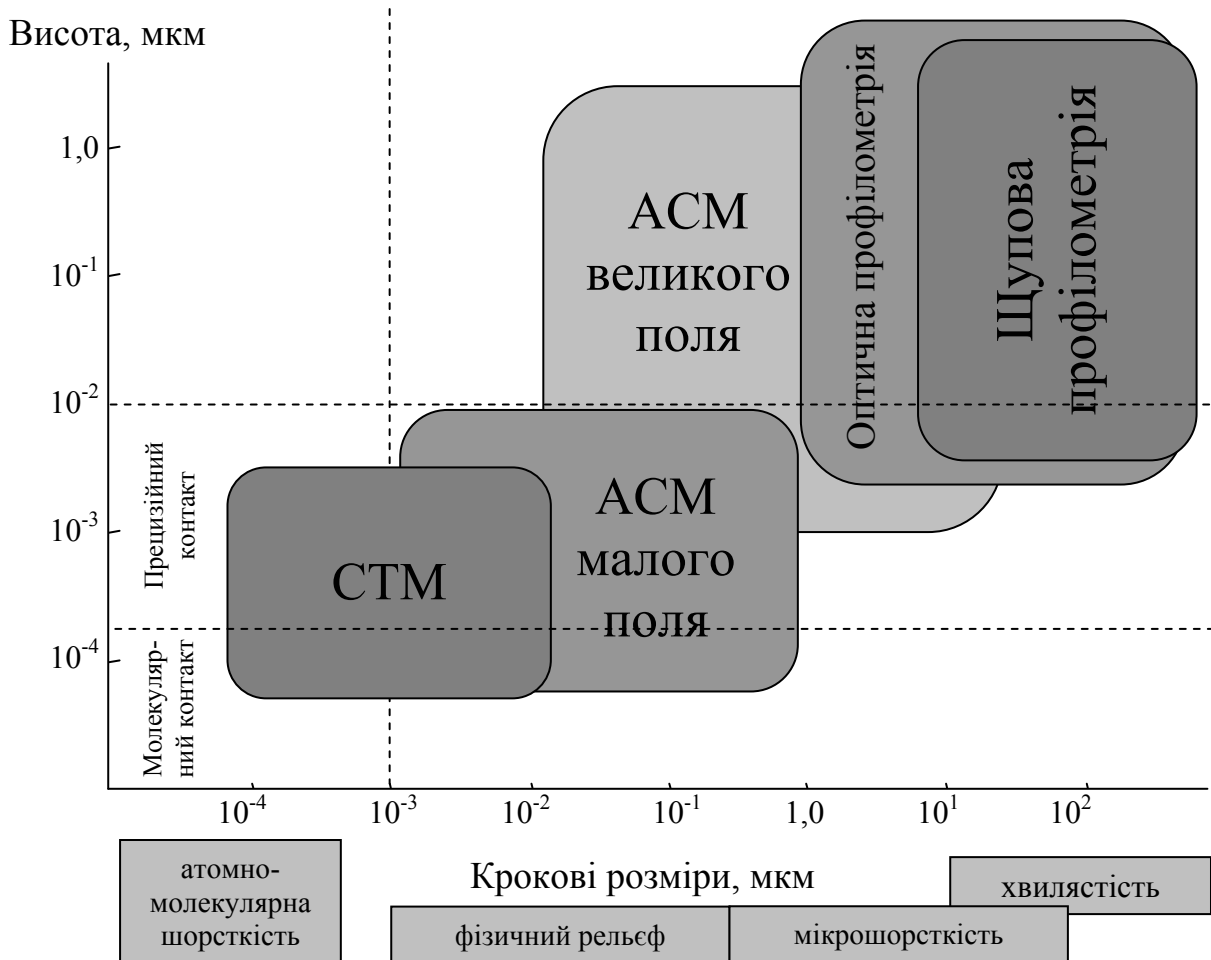 Висота, мкм
1,0
10-1
10-2
10-3
10-4
Прецизійний
контакт
Молекуляр-
ний контакт
АСМ
великого
поля
Оптична профілометрія
Щупова
профілометрія
СТМ
АСМ
малого
поля
10-4
10-3
10-2
10-1
1,0
101
102
Крокові розміри, мкм
атомно-
молекулярна
шорсткість
фізичний рельєф
мікрошорсткість
хвилястість